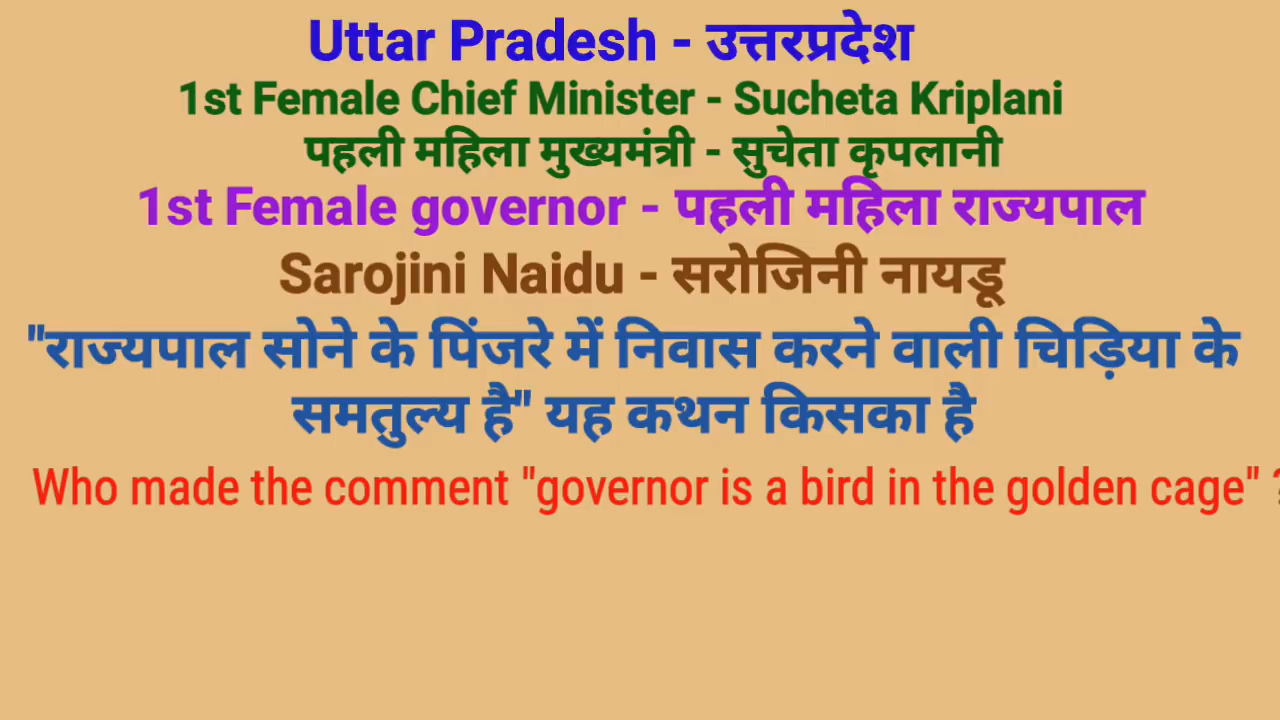 Uttar Pradesh - उत्तरप्रदेश
1st Female Chief Minister - Sucheta Kriplani
पहली महिला मुख्यमंत्री - सुचेता कृपलानी
1st Female governor - पहली महिला राज्यपाल
Sarojini Naidu - सरोजिनी नायडू
"राज्यपाल सोने के पिंजरे में निवास करने वाली चिड़िया के
समतुल्य है" यह कथन किसका है
Who made the comment "governor is a bird in the golden cage" ?